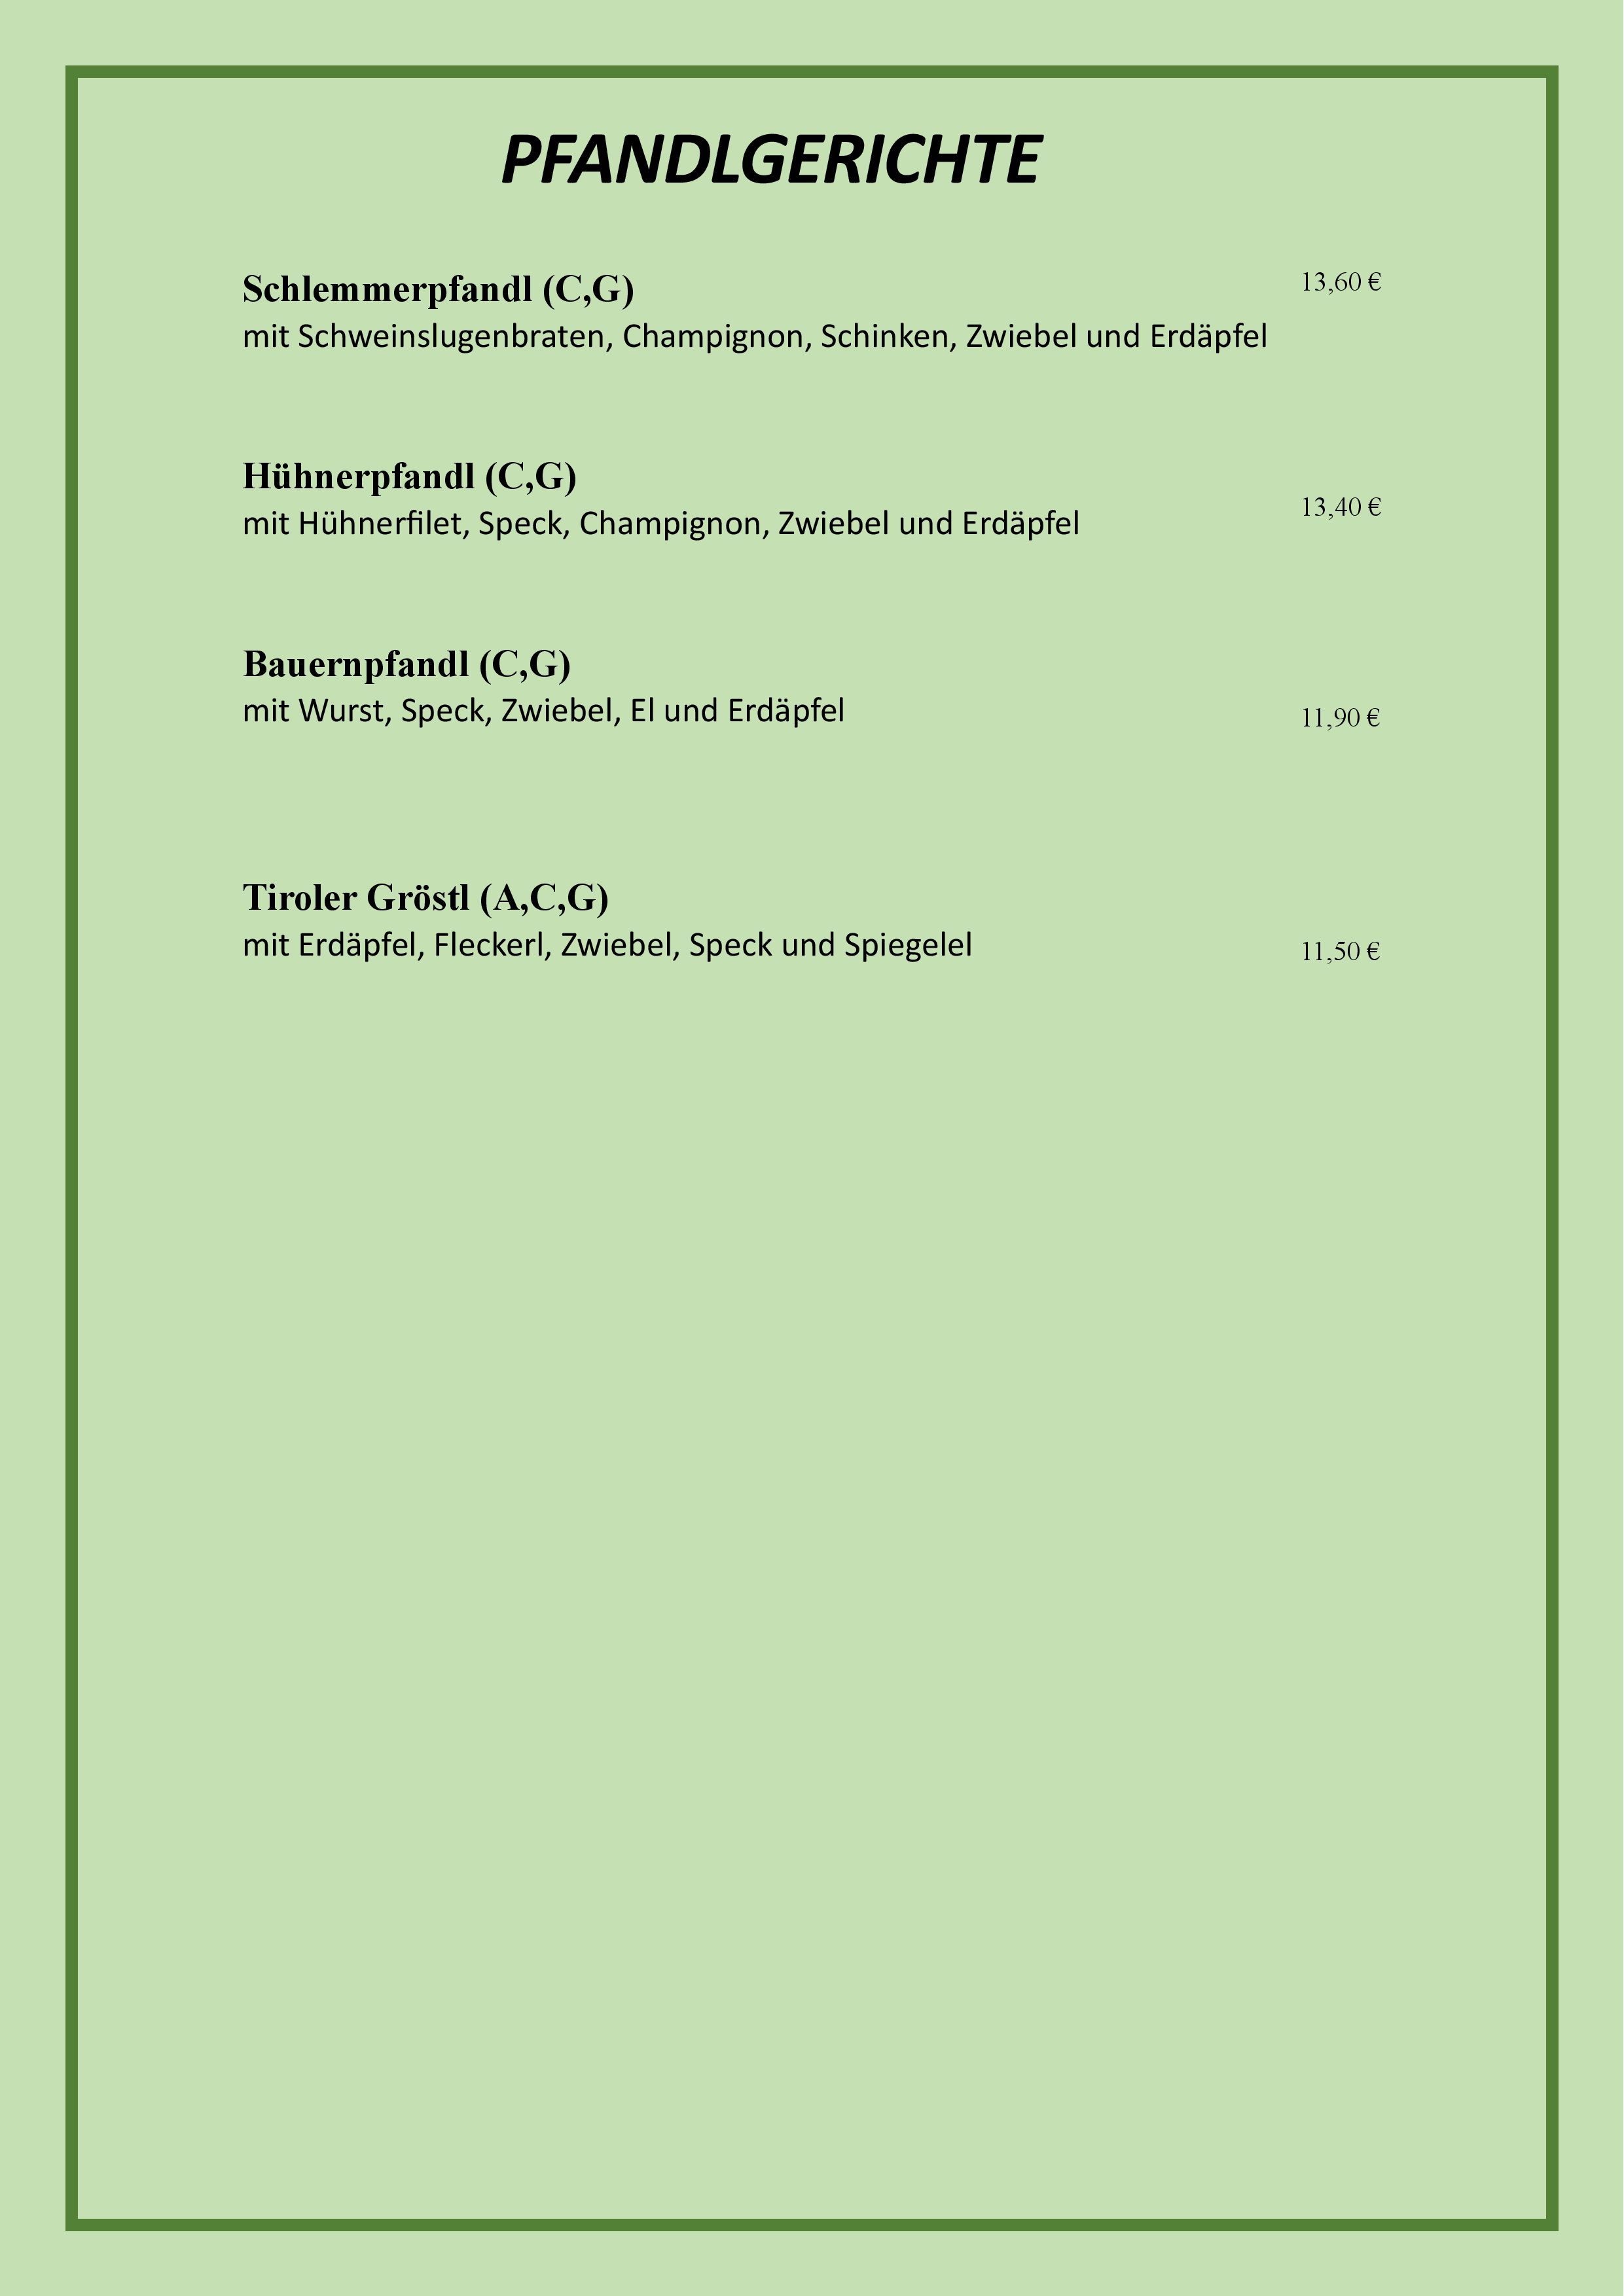 PFANDLGERICHTE
Schlemmerpfandl (C,G) 13,60 €
mit Schweinslugenbraten, Champignon, Schinken, Zwiebel und Erdäpfel
Hühnerpfandl (C,G)
mit Hühnerfilet, Speck, Champignon, Zwiebel und Erdäpfel 13,40 €
Bauernpfandl (C,G)
mit Wurst, Speck, Zwiebel, El und Erdäpfel 11,90 €
Tiroler Gröstl (A,C,G)
mit Erdäpfel, Fleckerl, Zwiebel, Speck und Spiegelel 11,50 €